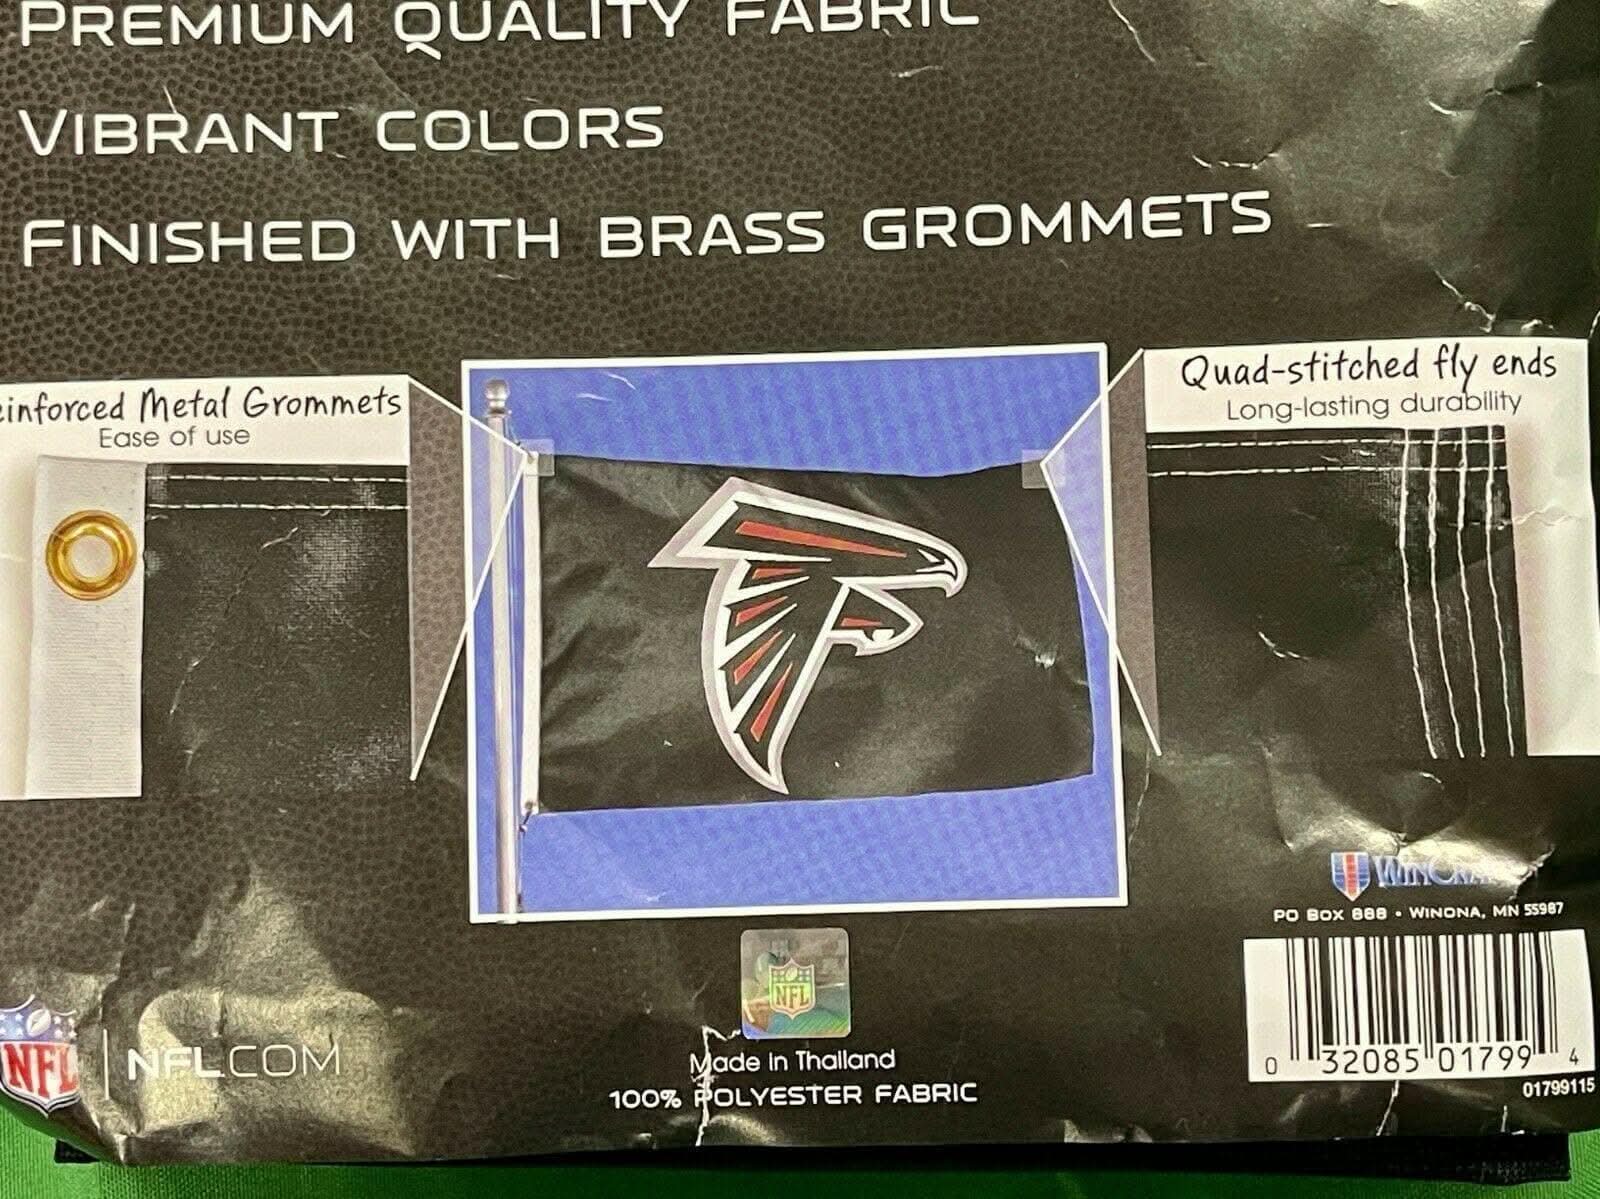 PREMIUM QUALITY FABRIC
VIBRANT COLORS
FINISHED WITH BRASS GROMMETS
Metal Grommets
Ease of use
Quad-stitched fly ends
Long-lasting durability
WINCRA
PO BOX 888 • WINONA, MN 55987
0 32085 01799 4
01799115
NFL
NFL
NFL.COM
Made in Thailand
100% POLYESTER FABRIC